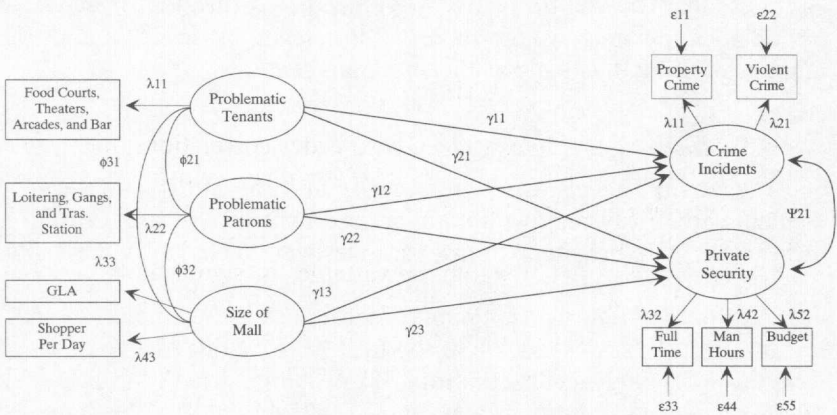 ε11
ε22
Property
Crime
Violent
Crime
λ11
λ21
Food Courts,
Theaters,
Arcades, and Bar
λ11
Problematic
Tenants
γ11
Crime
Incidents
ϕ31
ϕ21
γ21
Loitering, Gangs,
and Tras.
Station
λ22
Problematic
Patrons
γ12
γ22
Ψ21
λ33
ϕ32
γ13
Private
Security
GLA
Size of
Mall
γ23
Shopper
Per Day
λ43
λ32
λ42
λ52
Full
Time
Man
Hours
Budget
ε33
ε44
ε55